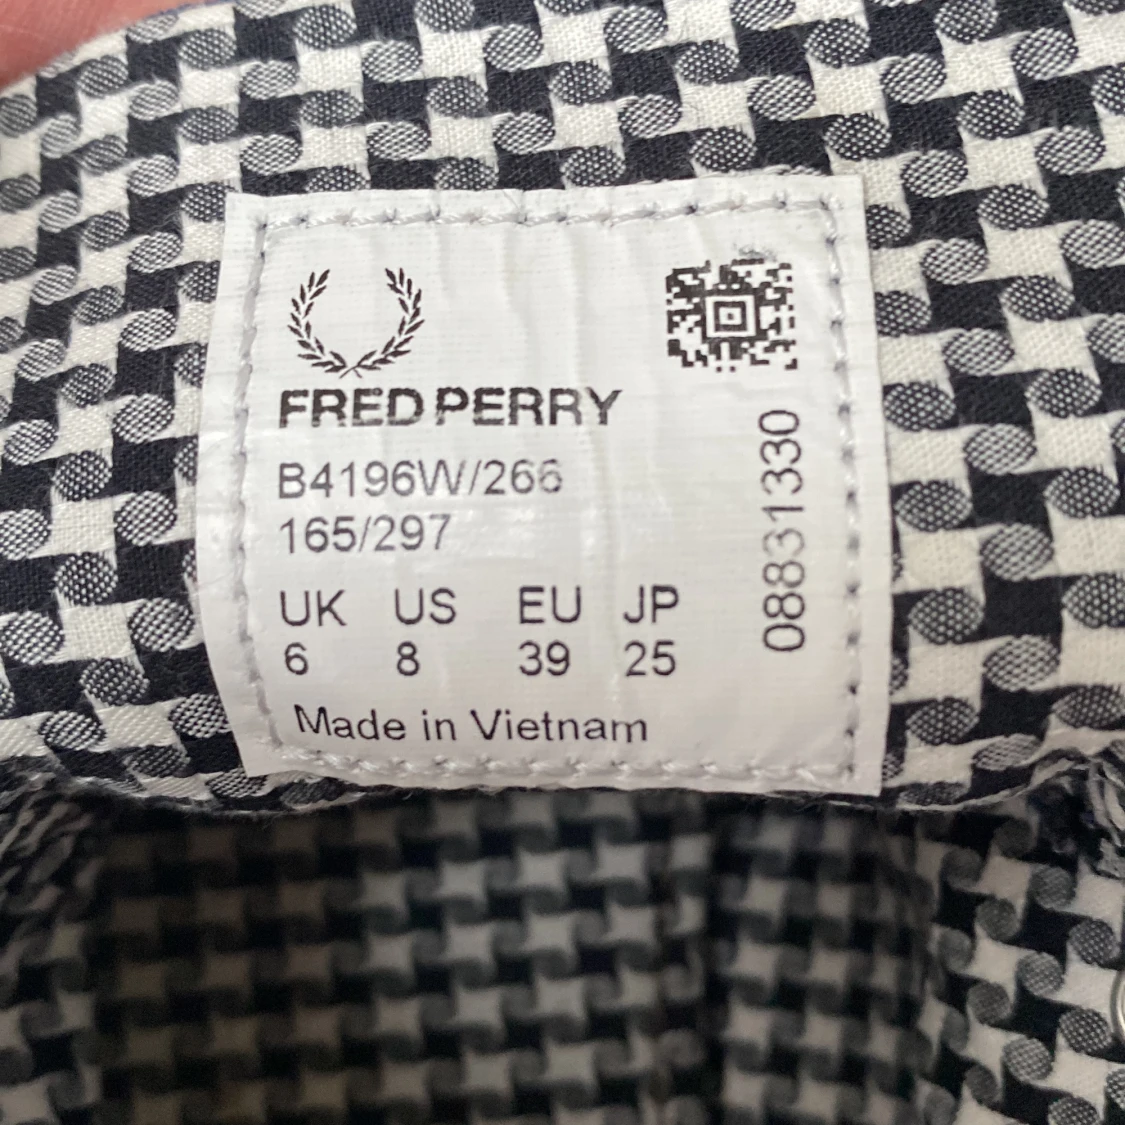 FRED PERRY
B4196W/266
165/297
UK US EU JP
6 8 39 25
Made in Vietnam
08831330